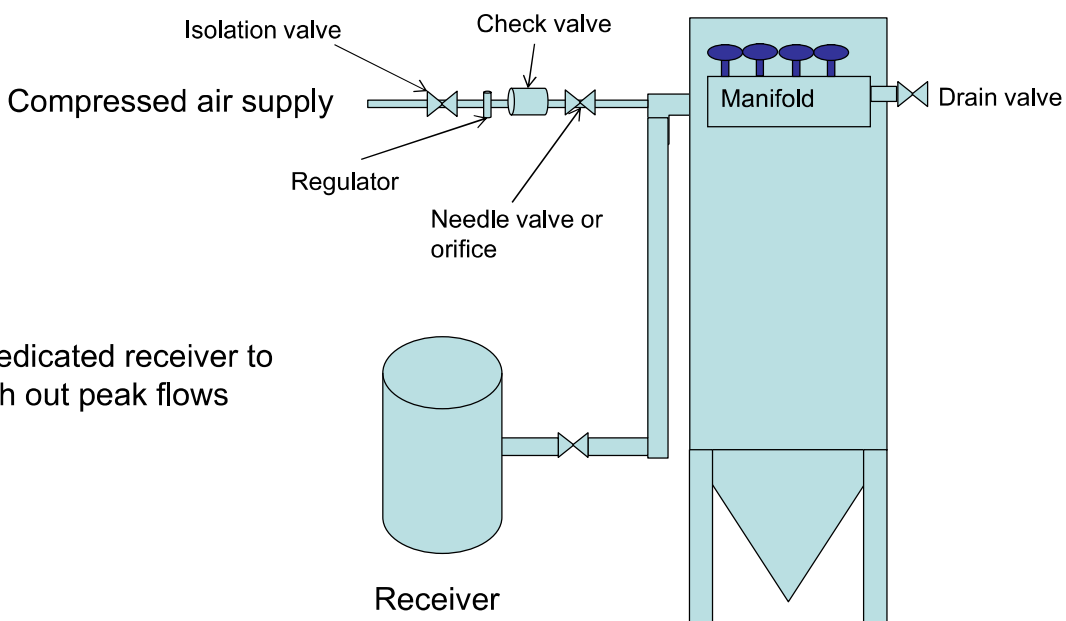 Isolation valve
Check valve
Compressed air supply
Manifold
Drain valve
Regulator
Needle valve or
orifice
edicated receiver to
h out peak flows
Receiver